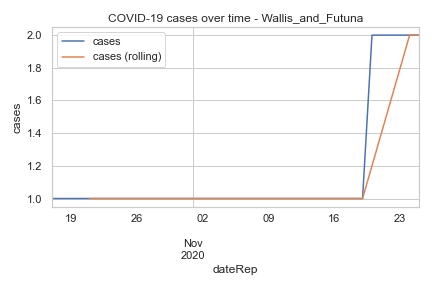 COVID-19 cases over time - Wallis_and_Futuna
cases
cases (rolling)
2.0
1.8
1.6
1.4
1.2
1.0
cases
19 26 02 09 16 23
Nov
2020
dateRep